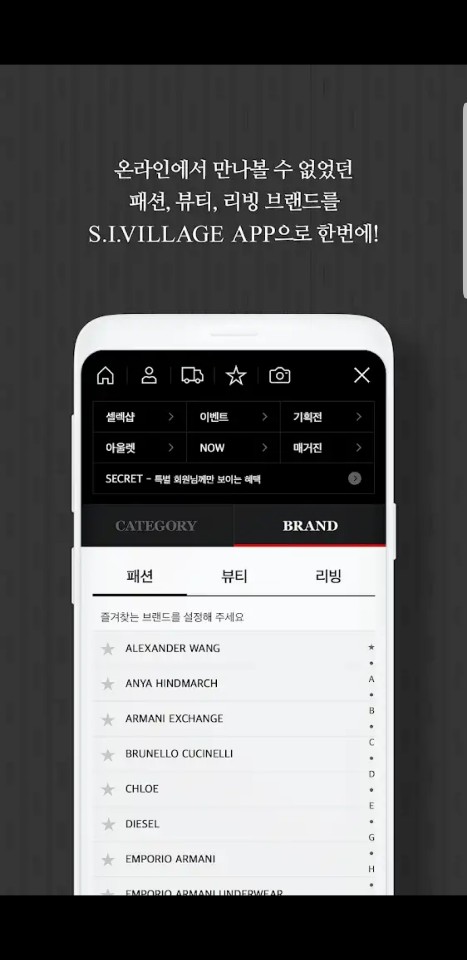 온라인에서 만나볼 수 없었던
패션, 뷰티, 리빙 브랜드를
S.I.VILLAGE APP으로 한번에!
셀렉샵 이벤트 기획전
아울렛 NOW 매거진
SECRET - 특별 회원님께만 보이는 혜택
CATEGORY BRAND
패션 뷰티 리빙
즐겨찾는 브랜드를 설정해 주세요
ALEXANDER WANG
ANYA HINDMARCH
ARMANI EXCHANGE
BRUNELLO CUCINELLI
CHLOE
DIESEL
EMPORIO ARMANI
EMPORIO ARMANI UNDERWEAR
A
B
C
D
E
G
H